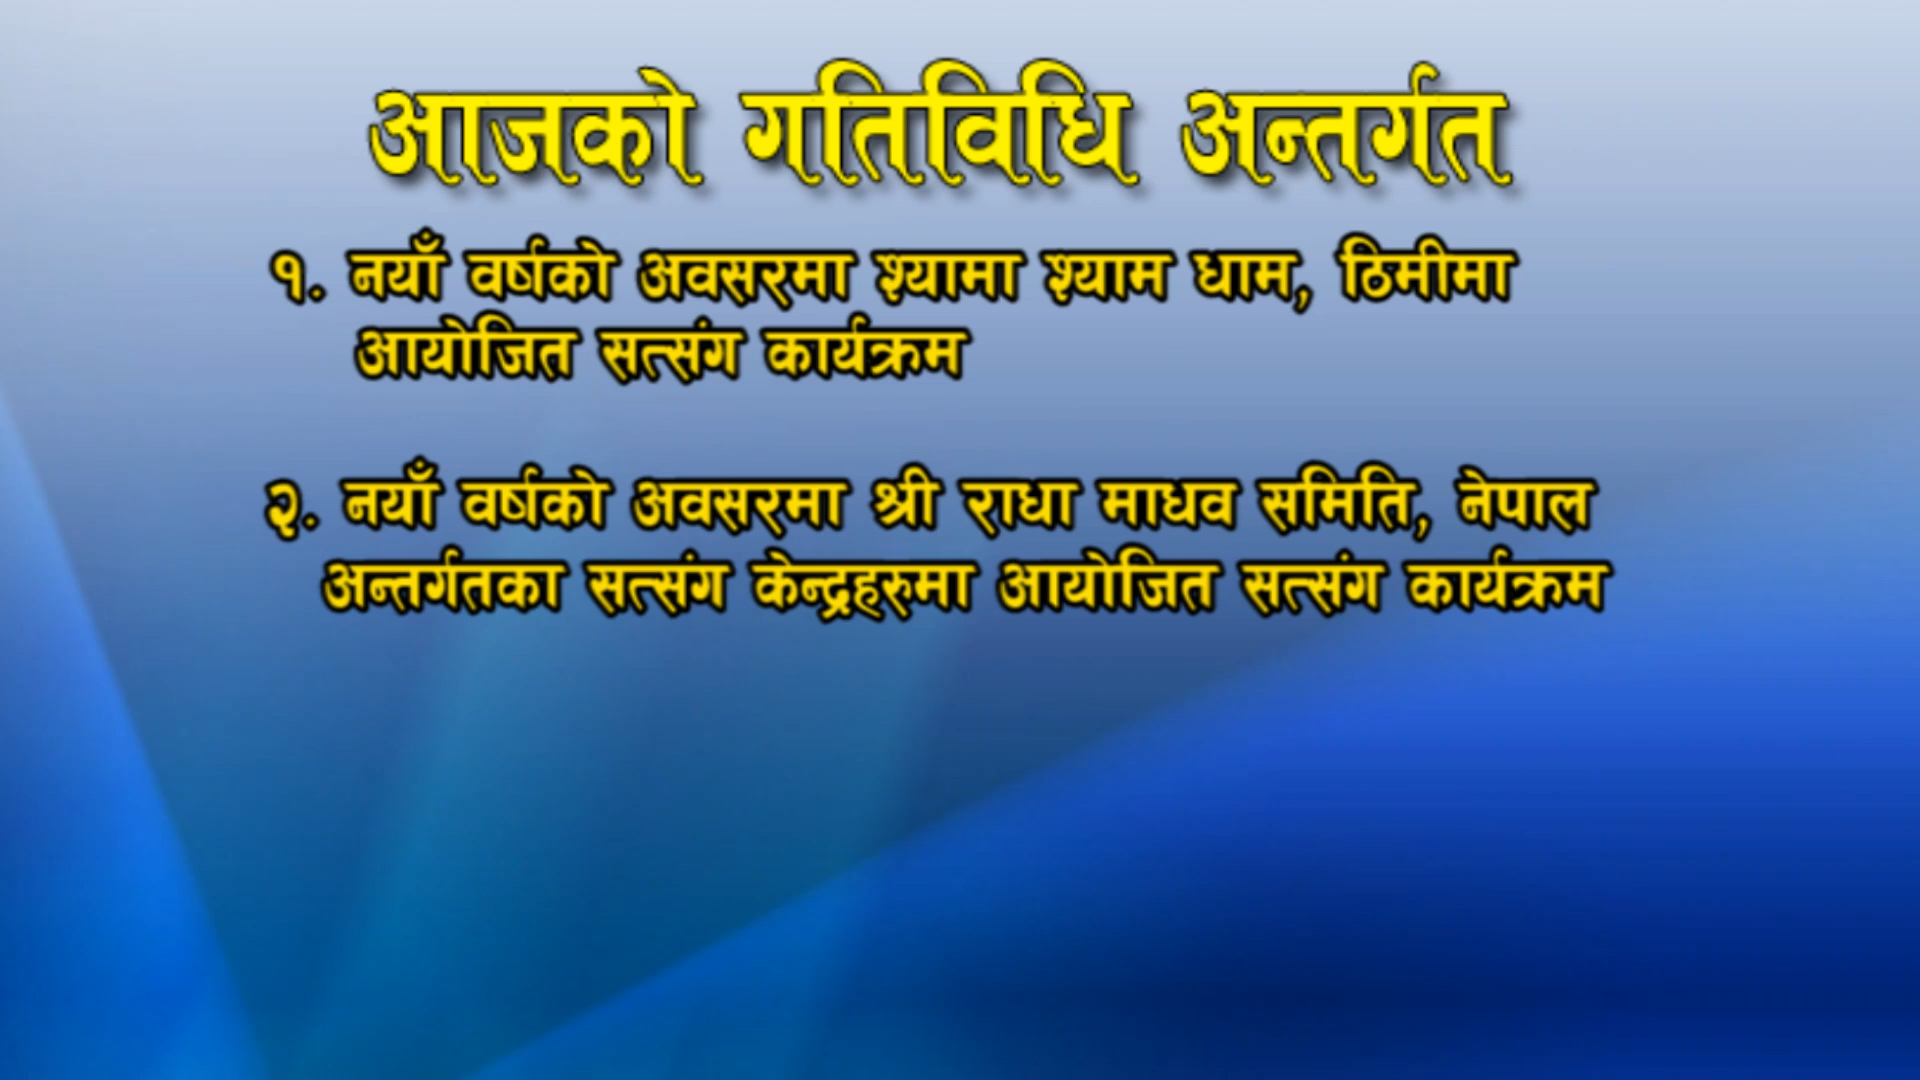 आजको गतिविधि अन्तर्गत
१. नयाँ वर्षको अवसरमा श्यामा श्याम धाम, ठिमीमा
आयोजित सत्संग कार्यक्रम
२. नयाँ वर्षको अवसरमा श्री राधा माधव समिति, नेपाल
अन्तर्गतका सत्संग केन्द्रहरुमा आयोजित सत्संग कार्यक्रम